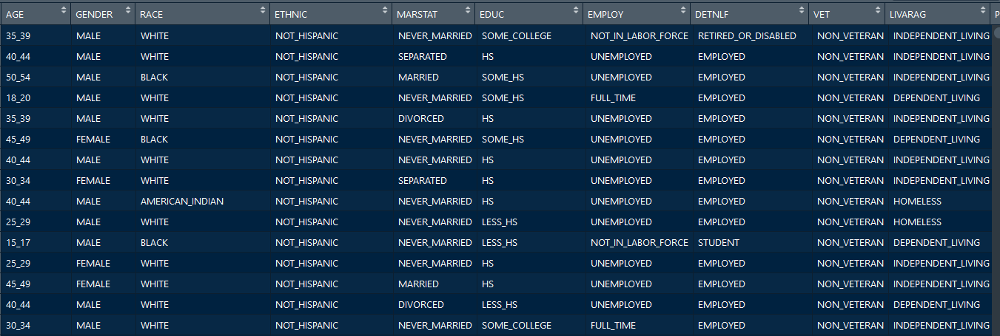 AGE GENDER RACE ETHNIC MARSTAT EDUC EMPLOY DETNLF VET LIVARAG P
35_39 MALE WHITE NOT_HISPANIC NEVER_MARRIED SOME_COLLEGE NOT_IN_LABOR_FORCE RETIRED_OR_DISABLED NON_VETERAN INDEPENDENT_LIVING
40_44 MALE WHITE NOT_HISPANIC SEPARATED HS UNEMPLOYED EMPLOYED NON_VETERAN INDEPENDENT_LIVING
50_54 MALE BLACK NOT_HISPANIC MARRIED SOME_HS UNEMPLOYED EMPLOYED NON_VETERAN INDEPENDENT_LIVING
18_20 MALE WHITE NOT_HISPANIC NEVER_MARRIED SOME_HS FULL_TIME EMPLOYED NON_VETERAN DEPENDENT_LIVING
35_39 MALE WHITE NOT_HISPANIC DIVORCED HS UNEMPLOYED EMPLOYED NON_VETERAN INDEPENDENT_LIVING
45_49 FEMALE BLACK NOT_HISPANIC NEVER_MARRIED SOME_HS UNEMPLOYED EMPLOYED NON_VETERAN DEPENDENT_LIVING
40_44 MALE WHITE NOT_HISPANIC NEVER_MARRIED HS UNEMPLOYED EMPLOYED NON_VETERAN INDEPENDENT_LIVING
30_34 FEMALE WHITE NOT_HISPANIC SEPARATED HS UNEMPLOYED EMPLOYED NON_VETERAN INDEPENDENT_LIVING
40_44 MALE AMERICAN_INDIAN NOT_HISPANIC NEVER_MARRIED HS UNEMPLOYED EMPLOYED NON_VETERAN HOMELESS
25_29 MALE WHITE NOT_HISPANIC NEVER_MARRIED LESS_HS UNEMPLOYED EMPLOYED NON_VETERAN HOMELESS
15_17 MALE BLACK NOT_HISPANIC NEVER_MARRIED LESS_HS NOT_IN_LABOR_FORCE STUDENT NON_VETERAN DEPENDENT_LIVING
25_29 FEMALE WHITE NOT_HISPANIC NEVER_MARRIED HS UNEMPLOYED EMPLOYED NON_VETERAN INDEPENDENT_LIVING
45_49 FEMALE WHITE NOT_HISPANIC MARRIED HS UNEMPLOYED EMPLOYED NON_VETERAN INDEPENDENT_LIVING
40_44 MALE WHITE NOT_HISPANIC DIVORCED LESS_HS UNEMPLOYED EMPLOYED NON_VETERAN DEPENDENT_LIVING
30_34 MALE WHITE NOT_HISPANIC NEVER_MARRIED SOME_COLLEGE FULL_TIME EMPLOYED NON_VETERAN INDEPENDENT_LIVING